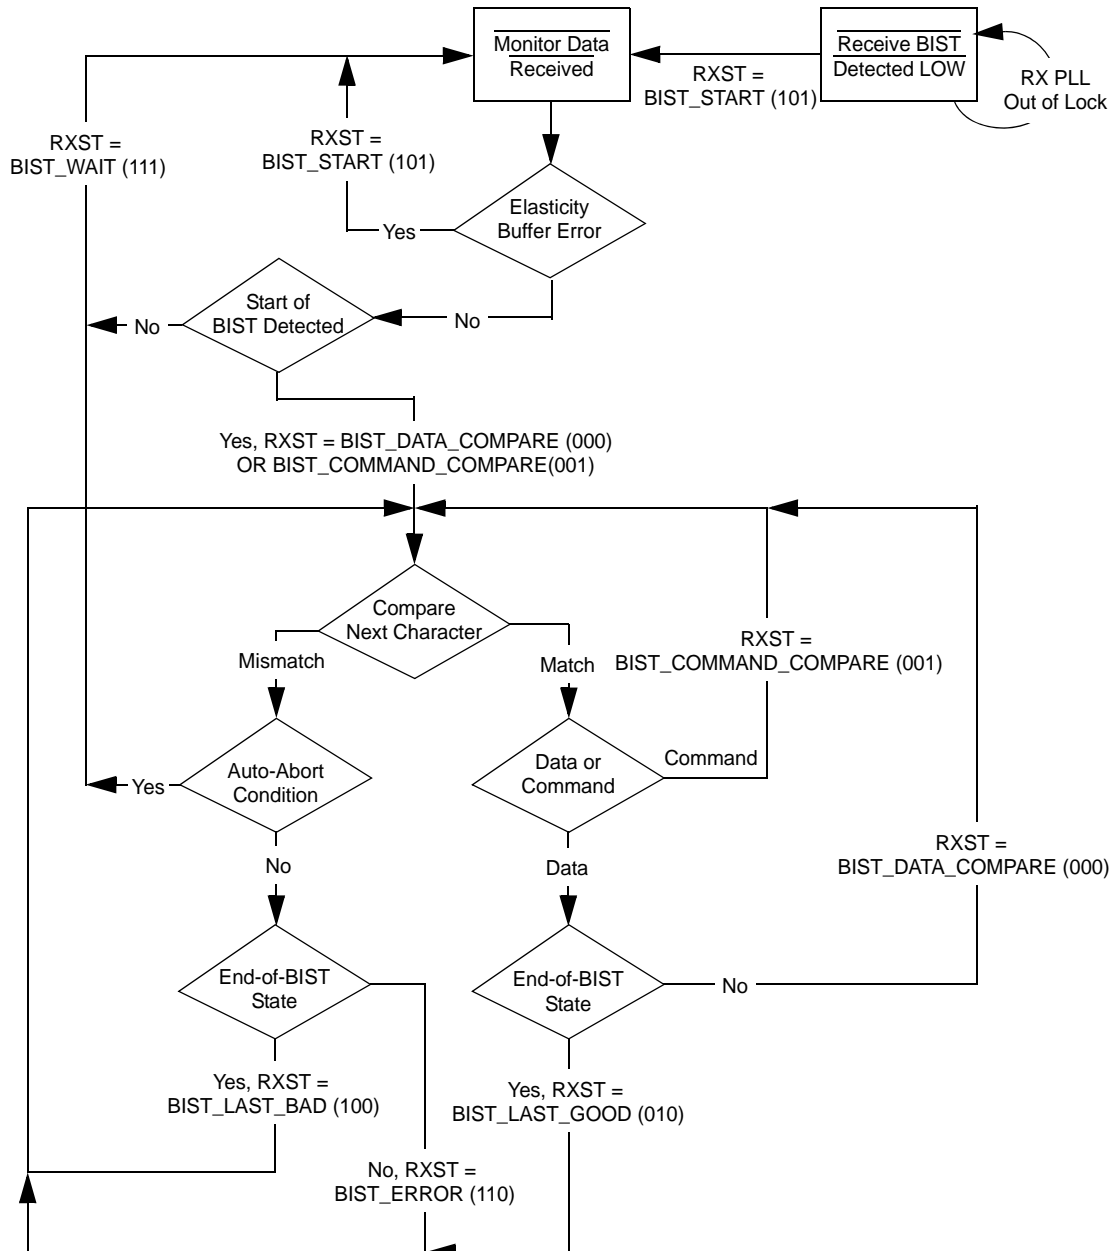 Monitor Data
Received
Receive BIST
Detected LOW
RX PLL
Out of Lock
RXST =
BIST_START (101)
RXST =
BIST_WAIT (111)
RXST =
BIST_START (101)
Elasticity
Buffer Error
Yes
Start of
BIST Detected
No
No
Yes, RXST = BIST_DATA_COMPARE (000)
OR BIST_COMMAND_COMPARE(001)
Compare
Next Character
Mismatch
Match
RXST =
BIST_COMMAND_COMPARE (001)
Auto-Abort
Condition
Yes
Data or
Command
Command
No
Data
RXST =
BIST_DATA_COMPARE (000)
End-of-BIST
State
End-of-BIST
State
No
Yes, RXST =
BIST_LAST_BAD (100)
Yes, RXST =
BIST_LAST_GOOD (010)
No, RXST =
BIST_ERROR (110)